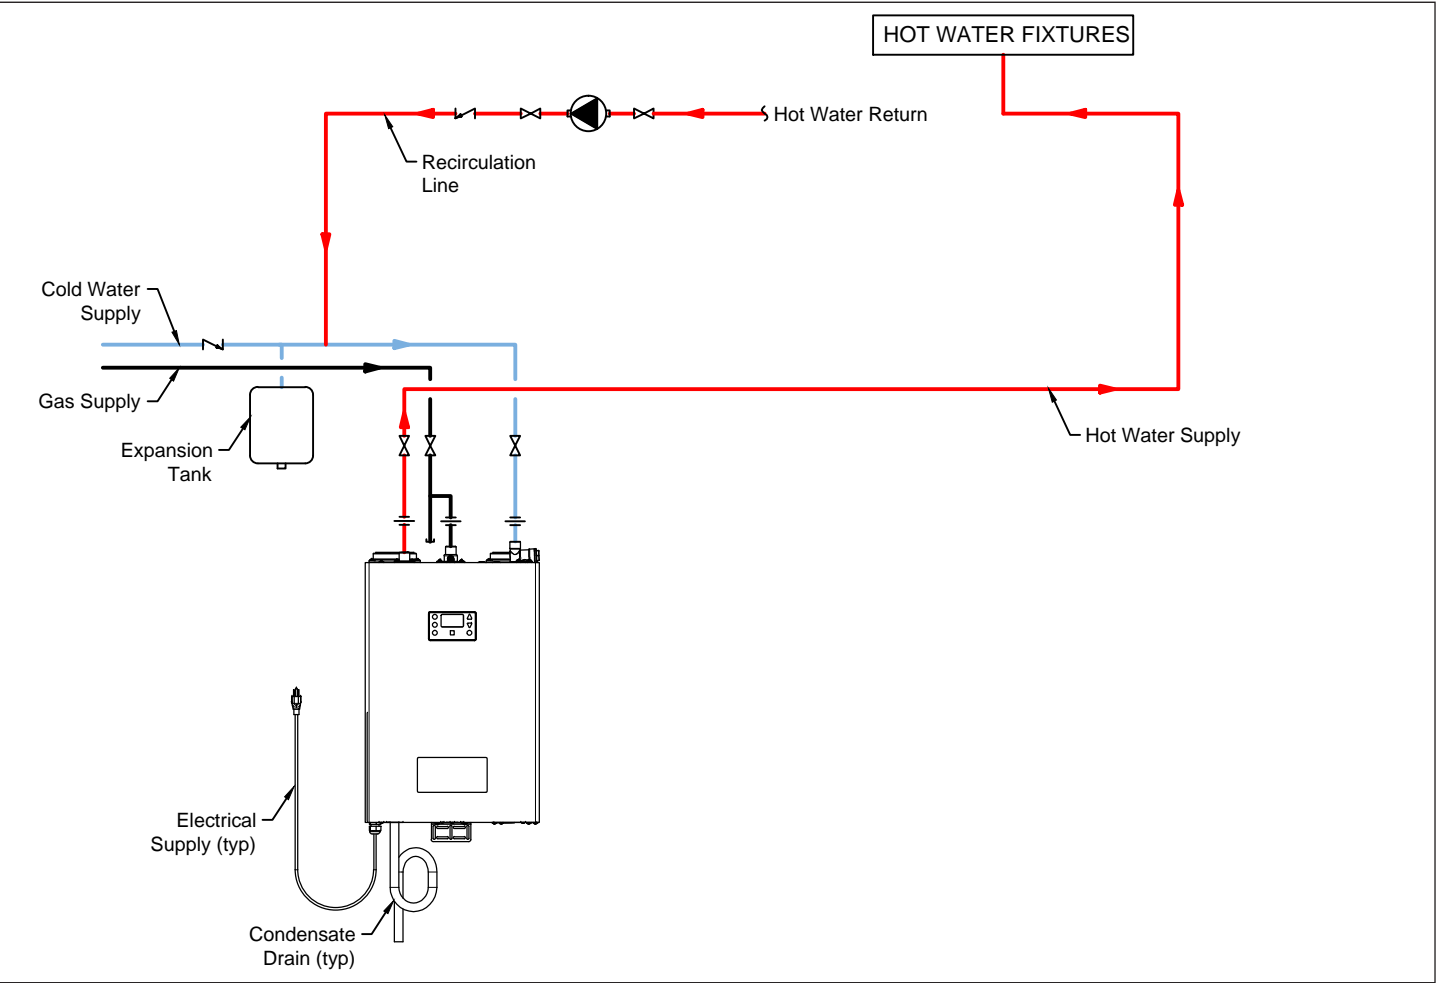 HOT WATER FIXTURES
Hot Water Return
Recirculation
Line
Cold Water
Supply
Gas Supply
Expansion
Tank
Hot Water Supply
Electrical
Supply (typ)
Condensate
Drain (typ)